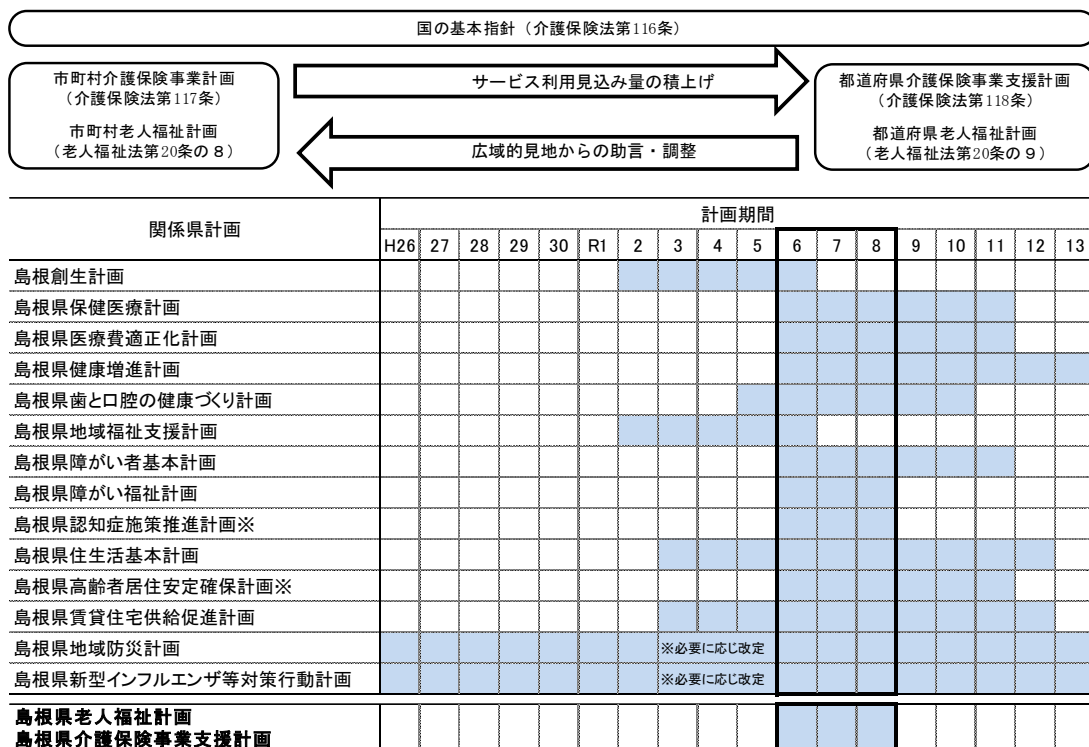 国の基本指針（介護保険法第116条）
市町村介護保険事業計画
（介護保険法第117条）
市町村老人福祉計画
（老人福祉法第20条の８）
サービス利用見込み量の積上げ
広域的見地からの助言・調整
都道府県介護保険事業支援計画
（介護保険法第118条）
都道府県老人福祉計画
（老人福祉法第20条の９）
関係県計画
計画期間
H26 27 28 29 30 R1 2 3 4 5 6 7 8 9 10 11 12 13
島根創生計画
島根県保健医療計画
島根県医療費適正化計画
島根県健康増進計画
島根県歯と口腔の健康づくり計画
島根県地域福祉支援計画
島根県障がい者基本計画
島根県障がい福祉計画
島根県認知症施策推進計画※
島根県住生活基本計画
島根県高齢者居住安定確保計画※
島根県賃貸住宅供給促進計画
島根県地域防災計画 ※必要に応じ改定
島根県新型インフルエンザ等対策行動計画 ※必要に応じ改定
島根県老人福祉計画
島根県介護保険事業支援計画